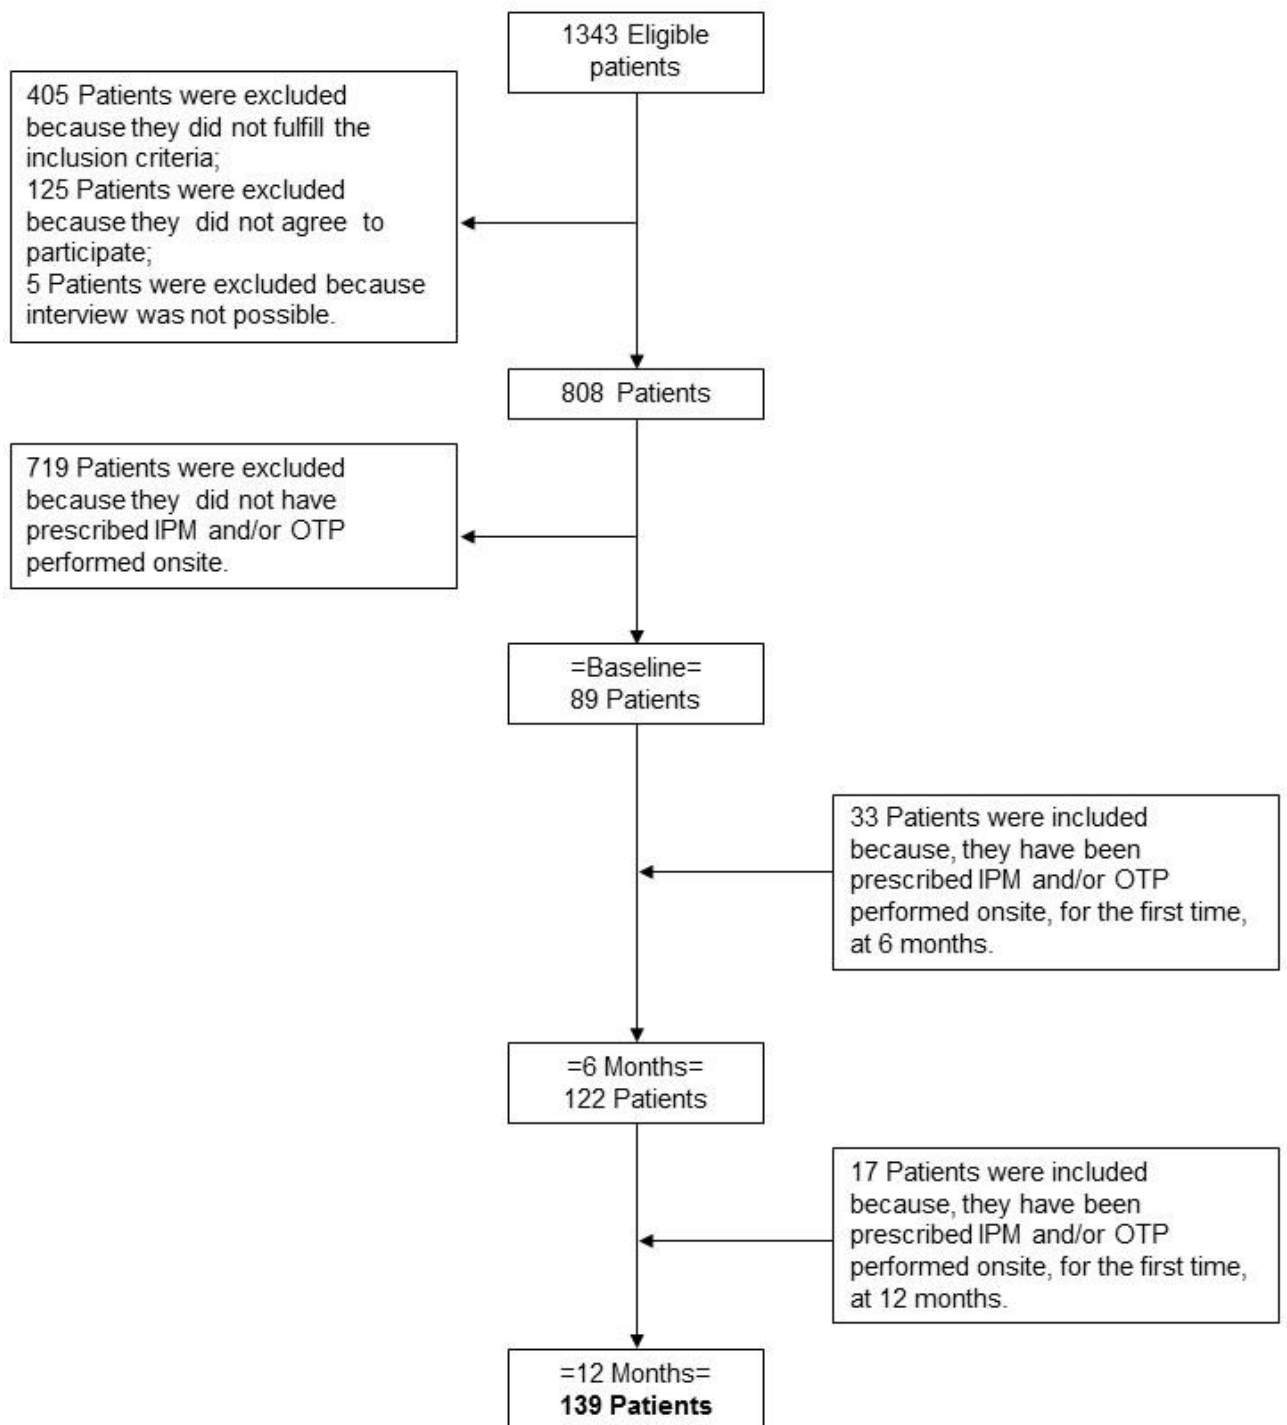 1343 Eligible
patients
405 Patients were excluded
because they did not fulfill the
inclusion criteria;
125 Patients were excluded
because they did not agree to
participate;
5 Patients were excluded because
interview was not possible.
808 Patients
719 Patients were excluded
because they did not have
prescribed IPM and/or OTP
performed onsite.
=Baseline=
89 Patients
33 Patients were included
because, they have been
prescribed IPM and/or OTP
performed onsite, for the first time,
at 6 months.
=6 Months=
122 Patients
17 Patients were included
because, they have been
prescribed IPM and/or OTP
performed onsite, for the first time,
at 12 months.
=12 Months=
139 Patients